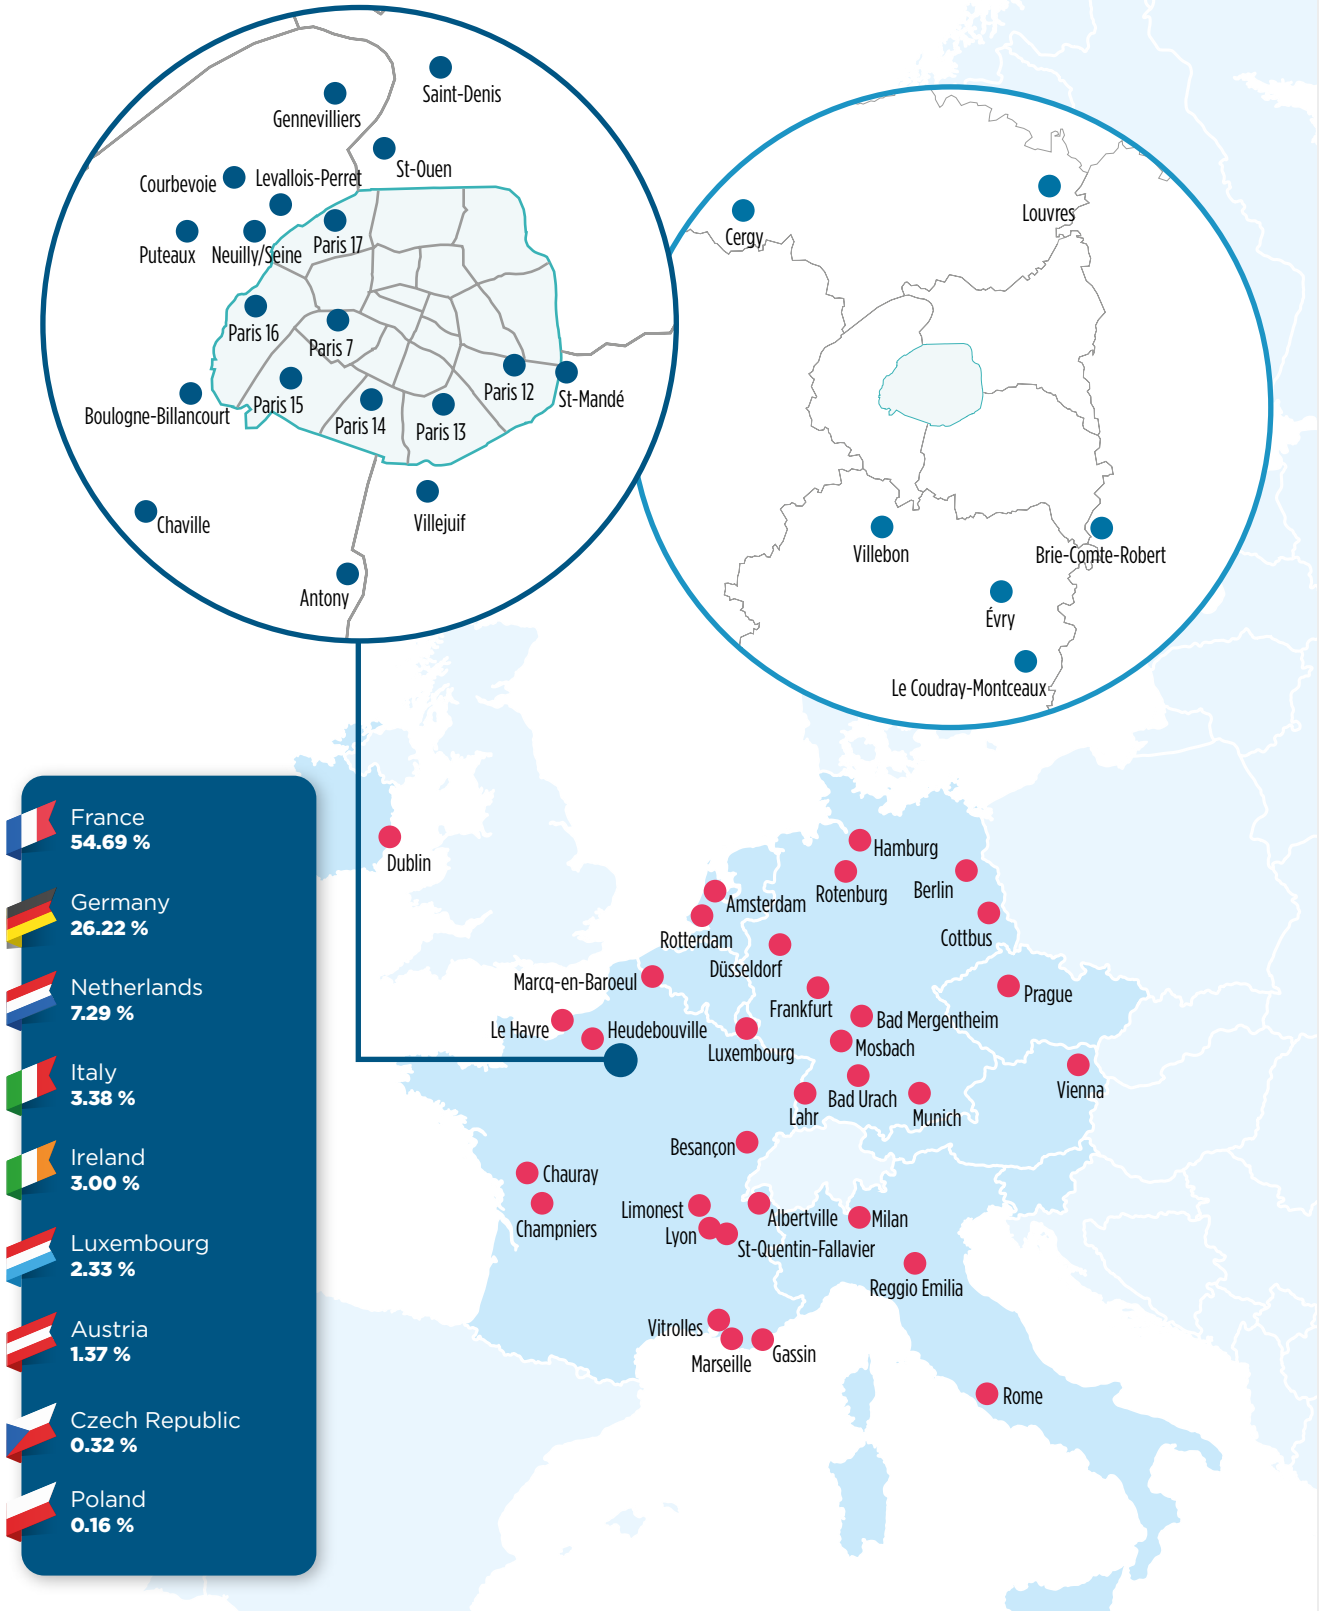 Saint-Denis
Gennevilliers
St-Ouen
Courbevoie
Levallois-Perret
Puteaux
Neuilly/Seine
Paris 17
Paris 16
Paris 7
Paris 12
St-Mandé
Boulogne-Billancourt
Paris 15
Paris 14
Paris 13
Villejuif
Chaville
Antony
Louvres
Cergy
Villebon
Brie-Comte-Robert
Évry
Le Coudray-Montceaux
France
54.69 %
Germany
26.22 %
Netherlands
7.29 %
Italy
3.38 %
Ireland
3.00 %
Luxembourg
2.33 %
Austria
1.37 %
Czech Republic
0.32 %
Poland
0.16 %
Dublin
Hamburg
Rotenburg
Berlin
Amsterdam
Cottbus
Rotterdam
Düsseldorf
Marcq-en-Baroeul
Prague
Frankfurt
Bad Mergentheim
Le Havre
Heudebouville
Luxembourg
Mosbach
Vienna
Bad Urach
Lahr
Munich
Besançon
Chauray
Limonest
Albertville
Milan
Champniers
Lyon
St-Quentin-Fallavier
Reggio Emilia
Vitrolles
Marseille
Gassin
Rome